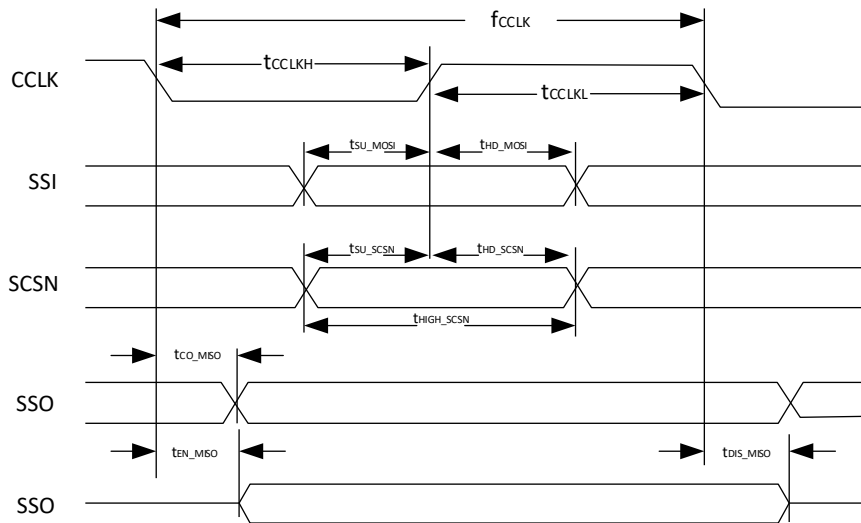 fCCLK
CCLK
tCCLKH
tCCLKL
tSU_MOSI
tHD_MOSI
SSI
tSU_SCSN
tHD_SCSN
SCSN
tHIGH_SCSN
tCO_MISO
SSO
tEN_MISO
tDIS_MISO
SSO